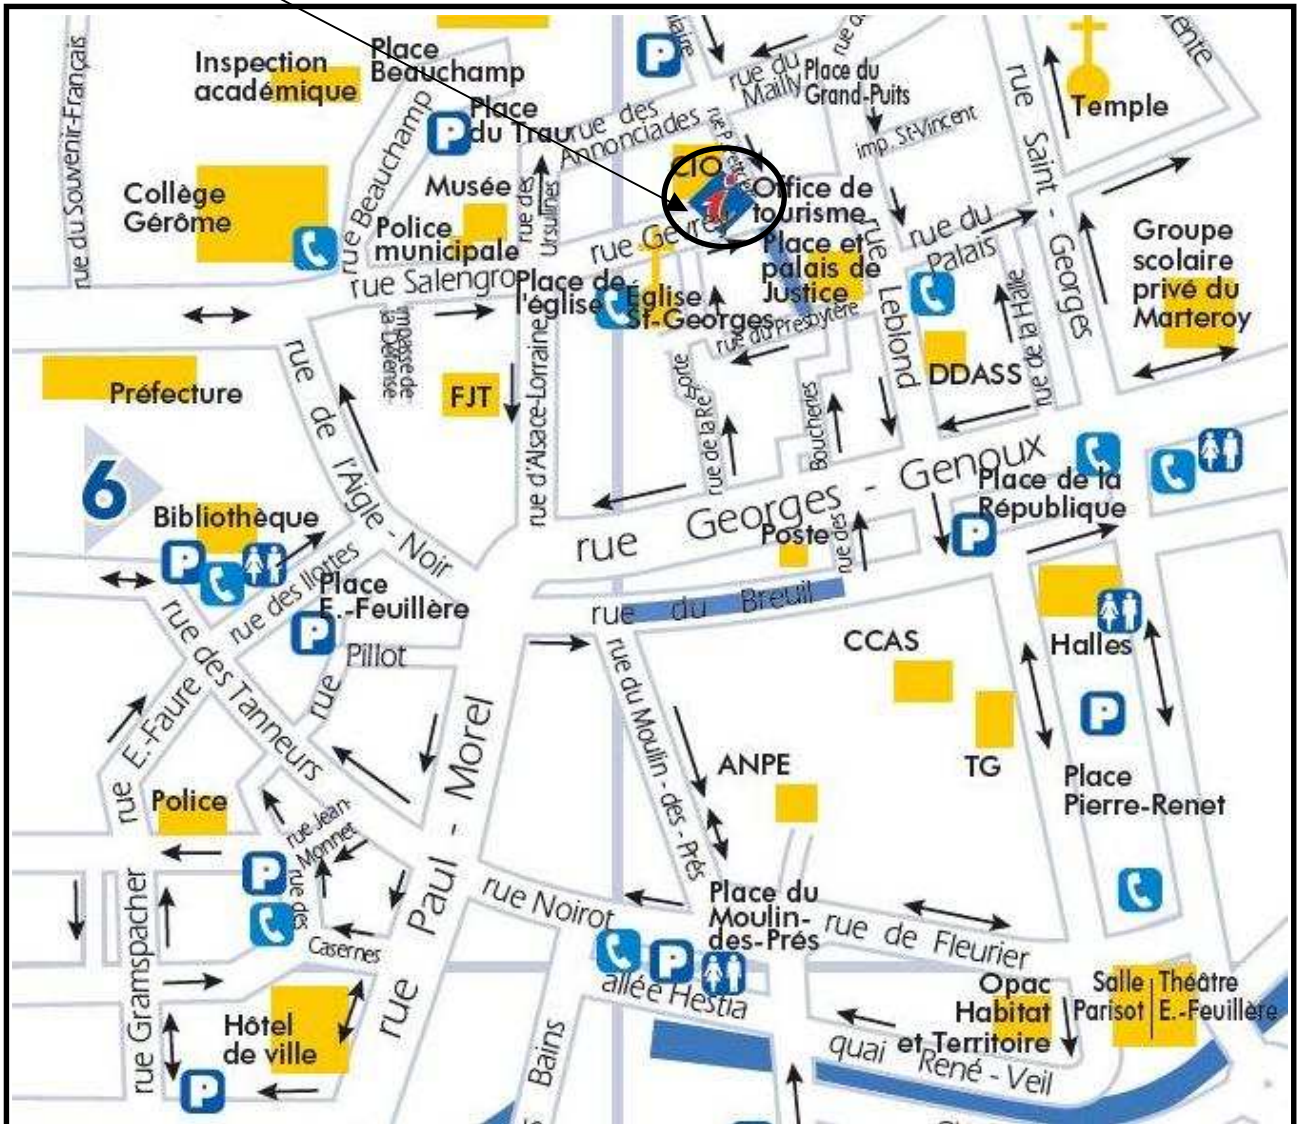 rue du Souvenir-Français
Inspection
académique
Place
Beauchamp
rue Beauchamp
P
Place
du Trau
rue des
Annonciades
P
rue du
Mailly
Place du
Grand-Puits
imp. St-Vincent
rue Saint - Georges
Temple
Collège
Gérôme
Musée
Police
municipale
rue des
Ursulines
CIO
Office de
tourisme
rue Gevrey
Place et
palais de
Justice
rue Leblond
rue du
Palais
Groupe
scolaire
privé du
Marteroy
rue Salengro
Place de
l'église
Église
St-Georges
rue du Presbytère
rue de la Halle
impasse de
la Défense
Préfecture
FJT
rue d'Alsace-Lorraine
rue de l'Aigle - Noir
DDASS
rue des
Boucheries
rue Georges - Genoux
Place de la
République
P
6
Bibliothèque
P
rue des Ilottes
Place
E.-Feuillère
P
rue Pillot
Poste
rue du Breuil
Halles
CCAS
TG
ANPE
P
Place
Pierre-Renet
rue des Tanneurs
rue E.-Faure
rue du Moulin - des - Prés
rue Paul - Morel
Police
rue Jean-
Monnet
P
rue des
Casernes
rue Gramspacher
rue Noirot
Place du
Moulin-
des-Prés
P
rue de Fleurier
allée Hestia
Opac
Habitat
et Territoire
Salle
Parisot
Théâtre
E.-Feuillère
Hôtel
de ville
P
Bains
quai René - Veil